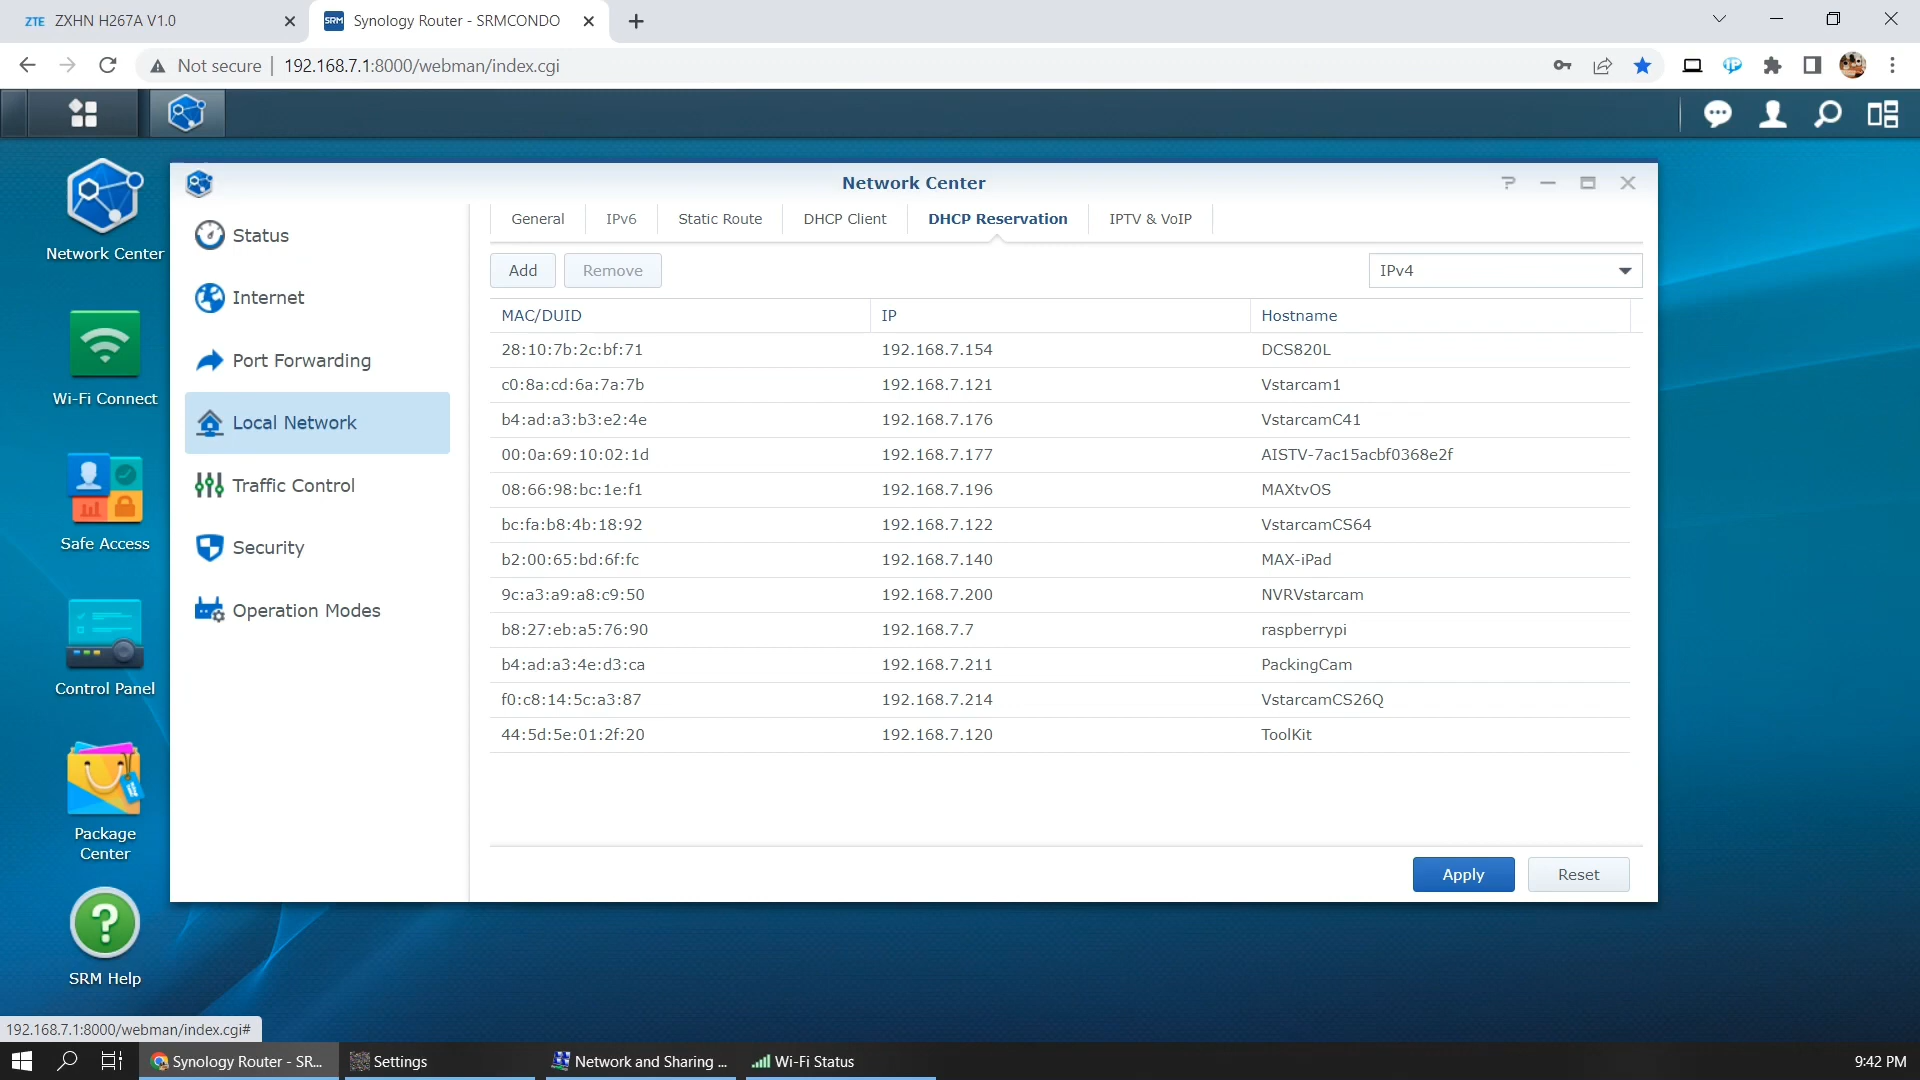 ZTE ZXHN H267A V1.0
SRM Synology Router - SRMCONDO
Not secure 192.168.7.1:8000/webman/index.cgi
Network Center
Wi-Fi Connect
Safe Access
Control Panel
Package
Center
SRM Help
Network Center
Status
Internet
Port Forwarding
Local Network
Traffic Control
Security
Operation Modes
General IPv6 Static Route DHCP Client DHCP Reservation IPTV & VoIP
Add Remove IPv4
MAC/DUID IP Hostname
28:10:7b:2c:bf:71 192.168.7.154 DCS820L
c0:8a:cd:6a:7a:7b 192.168.7.121 Vstarcam1
b4:ad:a3:b3:e2:4e 192.168.7.176 VstarcamC41
00:0a:69:10:02:1d 192.168.7.177 AISTV-7ac15acbf0368e2f
08:66:98:bc:1e:f1 192.168.7.196 MAXtvOS
bc:fa:b8:4b:18:92 192.168.7.122 VstarcamCS64
b2:00:65:bd:6f:fc 192.168.7.140 MAX-iPad
9c:a3:a9:a8:c9:50 192.168.7.200 NVRVstarcam
b8:27:eb:a5:76:90 192.168.7.7 raspberrypi
b4:ad:a3:4e:d3:ca 192.168.7.211 PackingCam
f0:c8:14:5c:a3:87 192.168.7.214 VstarcamCS26Q
44:5d:5e:01:2f:20 192.168.7.120 ToolKit
Apply Reset
192.168.7.1:8000/webman/index.cgi#
Synology Router - SR... Settings Network and Sharing ... Wi-Fi Status 9:42 PM